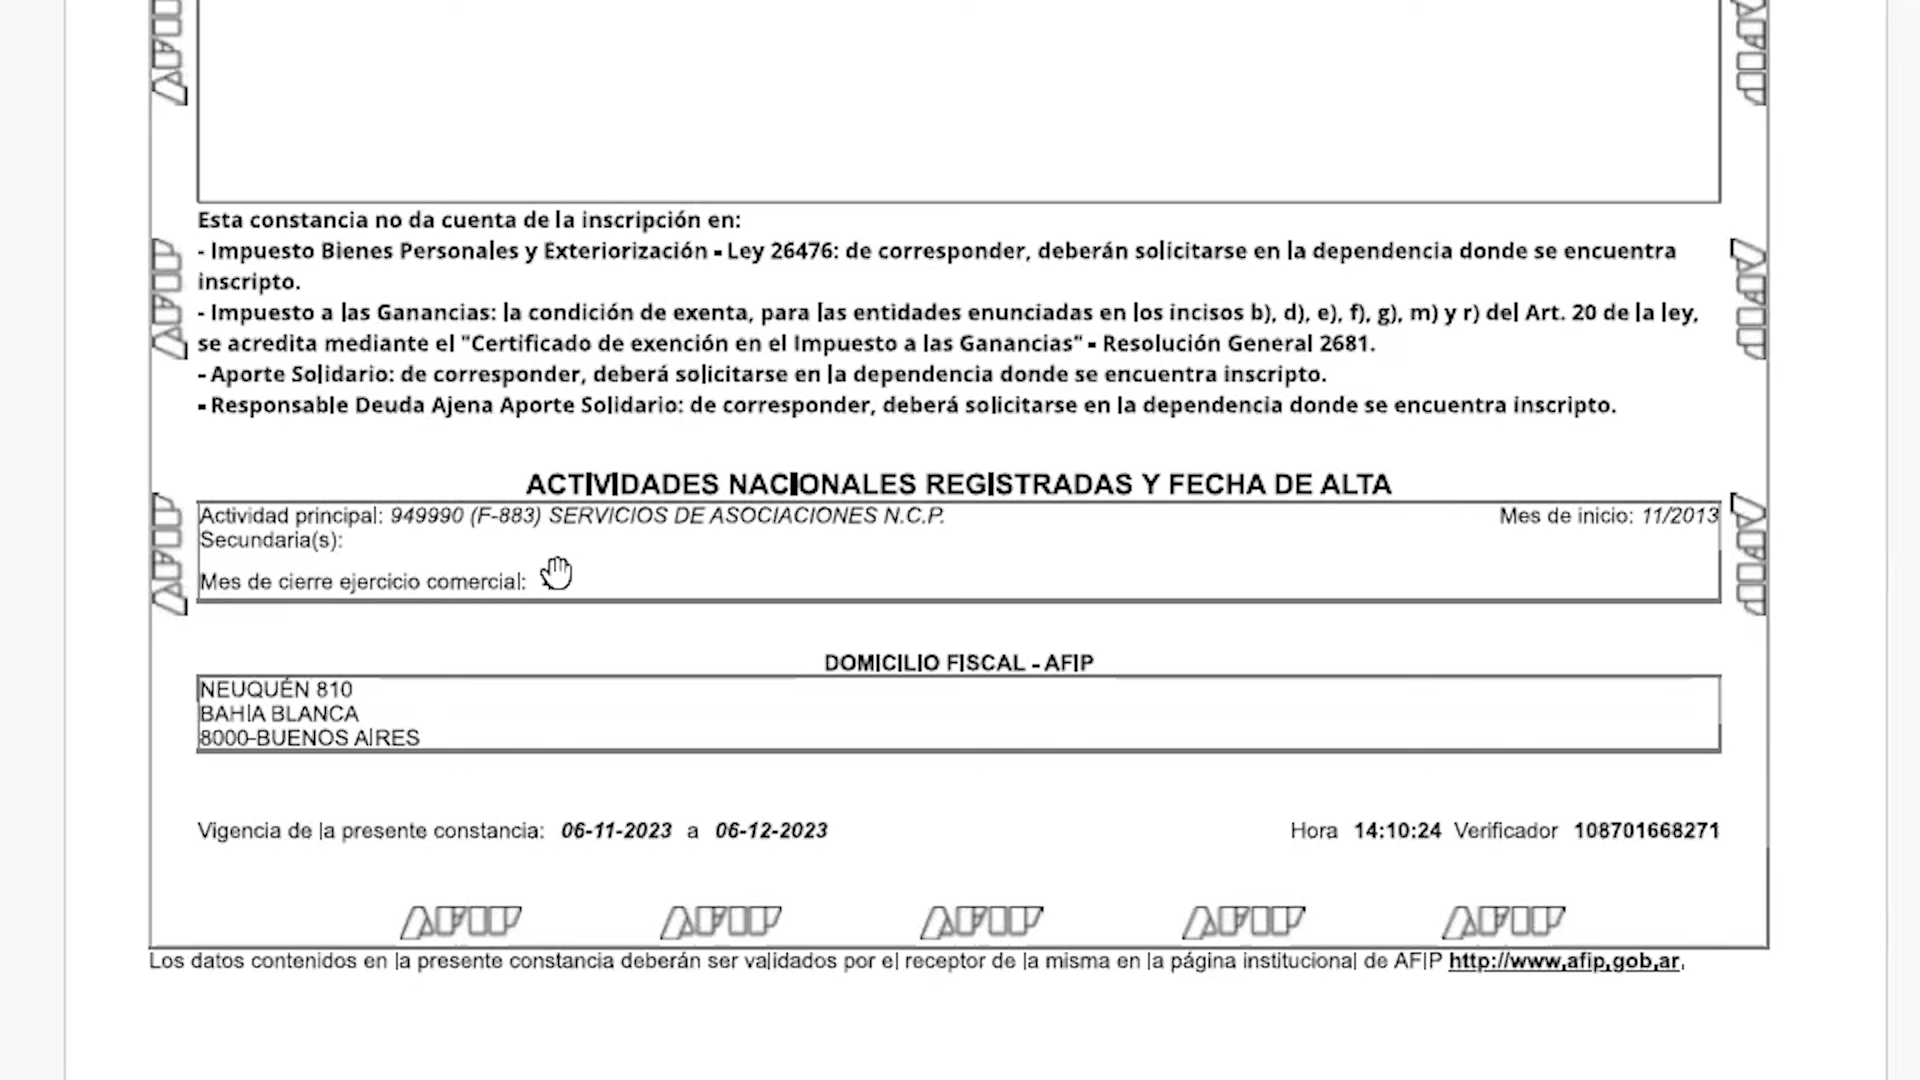 AFIP
AFIP
Esta constancia no da cuenta de la inscripción en:
- Impuesto Bienes Personales y Exteriorización - Ley 26476: de corresponder, deberán solicitarse en la dependencia donde se encuentra
inscripto.
- Impuesto a las Ganancias: la condición de exenta, para las entidades enunciadas en los incisos b), d), e), f), g), m) y r) del Art. 20 de la ley,
se acredita mediante el "Certificado de exención en el Impuesto a las Ganancias" - Resolución General 2681.
- Aporte Solidario: de corresponder, deberá solicitarse en la dependencia donde se encuentra inscripto.
- Responsable Deuda Ajena Aporte Solidario: de corresponder, deberá solicitarse en la dependencia donde se encuentra inscripto.
AFIP
AFIP
ACTIVIDADES NACIONALES REGISTRADAS Y FECHA DE ALTA
Actividad principal: 949990 (F-883) SERVICIOS DE ASOCIACIONES N.C.P. Mes de inicio: 11/2013
Secundaria(s):
Mes de cierre ejercicio comercial:
AFIP
AFIP
DOMICILIO FISCAL - AFIP
NEUQUÉN 810
BAHIA BLANCA
8000-BUENOS AIRES
Vigencia de la presente constancia: 06-11-2023 a 06-12-2023 Hora 14:10:24 Verificador 108701668271
AFIP AFIP AFIP AFIP AFIP
Los datos contenidos en la presente constancia deberán ser validados por el receptor de la misma en la página institucional de AFIP http://www.afip.gob.ar.